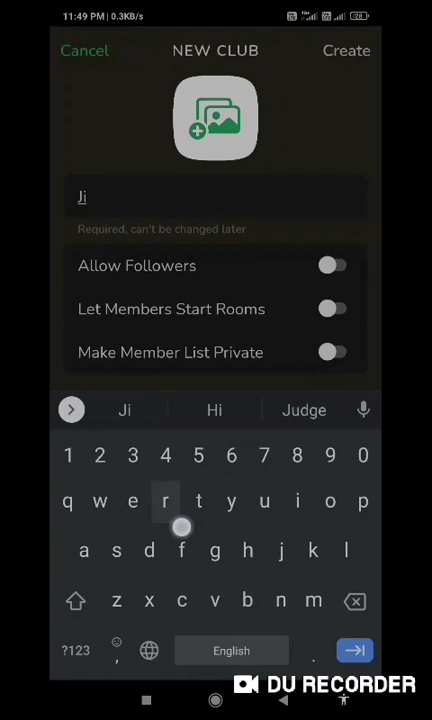 11:49 PM | 0.3KB/s
Cancel NEW CLUB Create
Ji
Required, can't be changed later
Allow Followers
Let Members Start Rooms
Make Member List Private
Ji Hi Judge
1 2 3 4 5 6 7 8 9 0
q w e r t y u i o p
a s d f g h j k l
z x c v b n m
?123 , English .
DU RECORDER